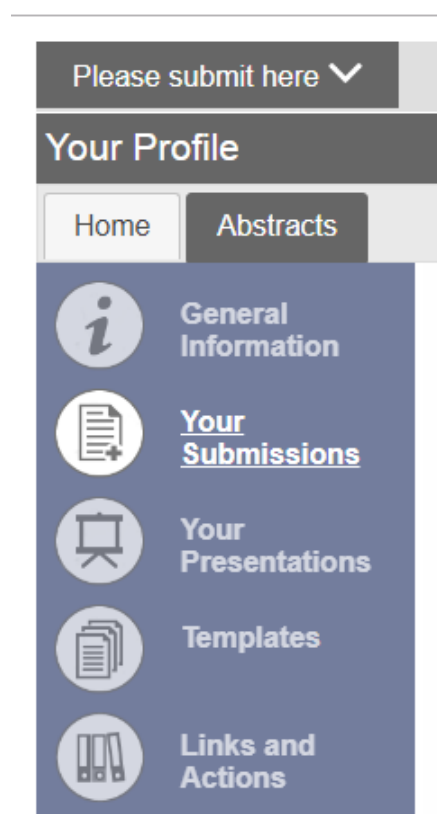 Please submit here
Your Profile
Home
Abstracts
General
Information
Your
Submissions
Your
Presentations
Templates
Links and
Actions